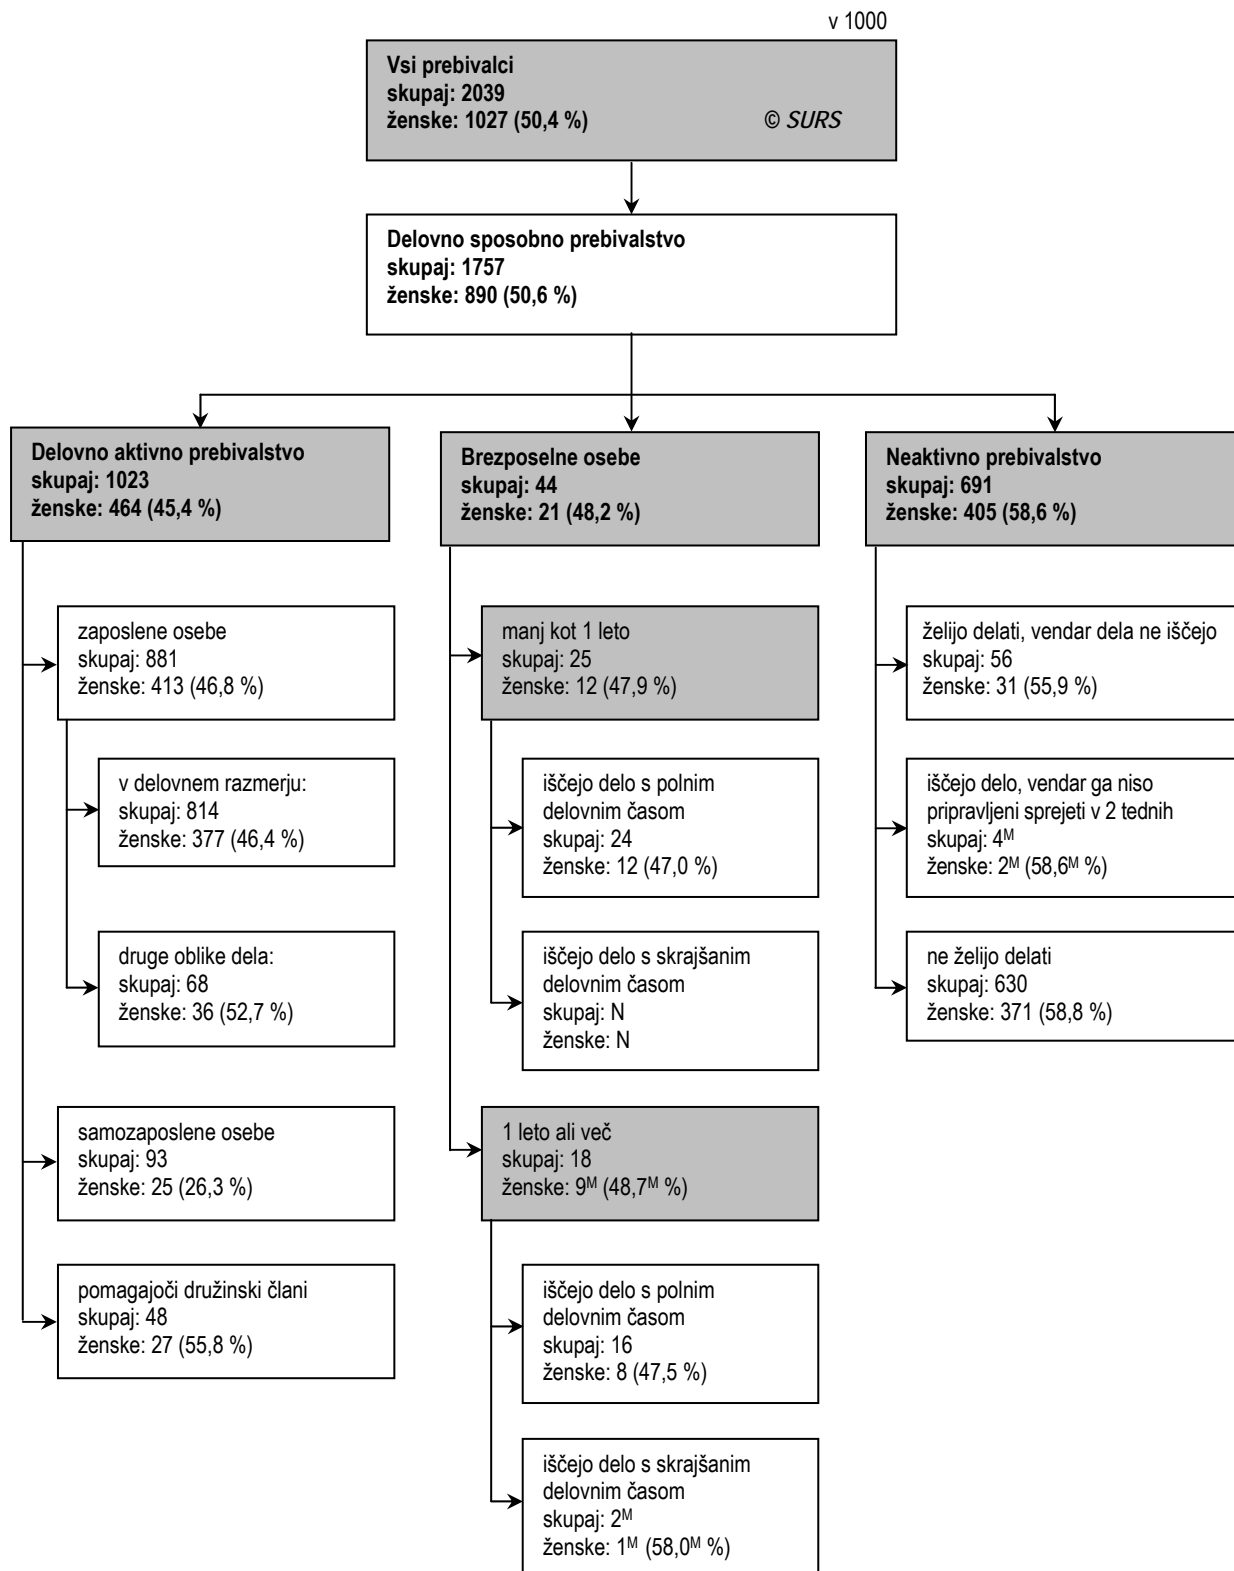 v 1000
Vsi prebivalci
skupaj: 2039
ženske: 1027 (50,4 %)
© SURS
Delovno sposobno prebivalstvo
skupaj: 1757
ženske: 890 (50,6 %)
Delovno aktivno prebivalstvo
skupaj: 1023
ženske: 464 (45,4 %)
zaposlene osebe
skupaj: 881
ženske: 413 (46,8 %)
v delovnem razmerju:
skupaj: 814
ženske: 377 (46,4 %)
druge oblike dela:
skupaj: 68
ženske: 36 (52,7 %)
samozaposlene osebe
skupaj: 93
ženske: 25 (26,3 %)
pomagajoči družinski člani
skupaj: 48
ženske: 27 (55,8 %)
Brezposelne osebe
skupaj: 44
ženske: 21 (48,2 %)
manj kot 1 leto
skupaj: 25
ženske: 12 (47,9 %)
iščejo delo s polnim
delovnim časom
skupaj: 24
ženske: 12 (47,0 %)
iščejo delo s skrajšanim
delovnim časom
skupaj: N
ženske: N
1 leto ali več
skupaj: 18
ženske: 9ᴹ (48,7ᴹ %)
iščejo delo s polnim
delovnim časom
skupaj: 16
ženske: 8 (47,5 %)
iščejo delo s skrajšanim
delovnim časom
skupaj: 2ᴹ
ženske: 1ᴹ (58,0ᴹ %)
Neaktivno prebivalstvo
skupaj: 691
ženske: 405 (58,6 %)
želijo delati, vendar dela ne iščejo
skupaj: 56
ženske: 31 (55,9 %)
iščejo delo, vendar ga niso
pripravljeni sprejeti v 2 tednih
skupaj: 4ᴹ
ženske: 2ᴹ (58,6ᴹ %)
ne želijo delati
skupaj: 630
ženske: 371 (58,8 %)